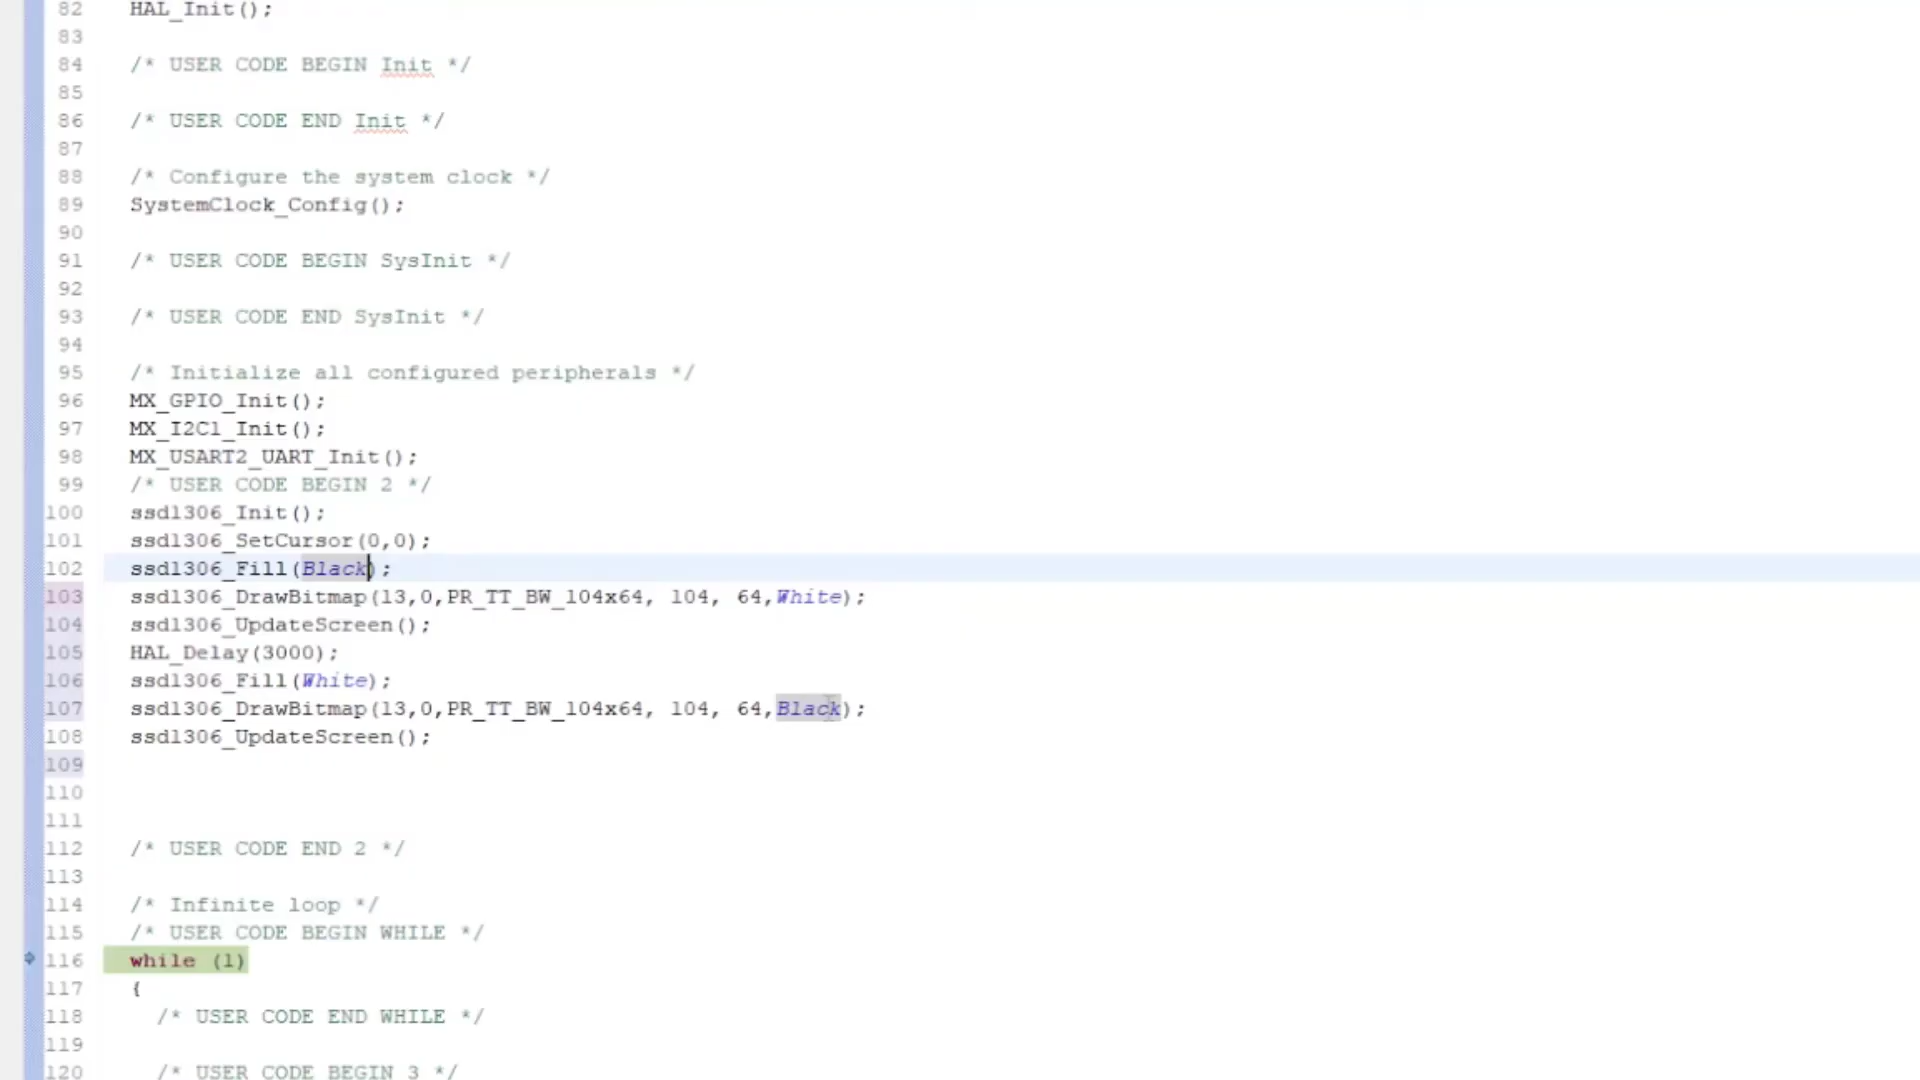 82 HAL_Init();
83
84 /* USER CODE BEGIN Init */
85
86 /* USER CODE END Init */
87
88 /* Configure the system clock */
89 SystemClock_Config();
90
91 /* USER CODE BEGIN SysInit */
92
93 /* USER CODE END SysInit */
94
95 /* Initialize all configured peripherals */
96 MX_GPIO_Init();
97 MX_I2C1_Init();
98 MX_USART2_UART_Init();
99 /* USER CODE BEGIN 2 */
100 ssd1306_Init();
101 ssd1306_SetCursor(0,0);
102 ssd1306_Fill(Black);
103 ssd1306_DrawBitmap(13,0,PR_TT_BW_104x64, 104, 64,White);
104 ssd1306_UpdateScreen();
105 HAL_Delay(3000);
106 ssd1306_Fill(White);
107 ssd1306_DrawBitmap(13,0,PR_TT_BW_104x64, 104, 64,Black);
108 ssd1306_UpdateScreen();
109
110
111
112 /* USER CODE END 2 */
113
114 /* Infinite loop */
115 /* USER CODE BEGIN WHILE */
116 while (1)
117 {
118 /* USER CODE END WHILE */
119
120 /* USER CODE BEGIN 3 */